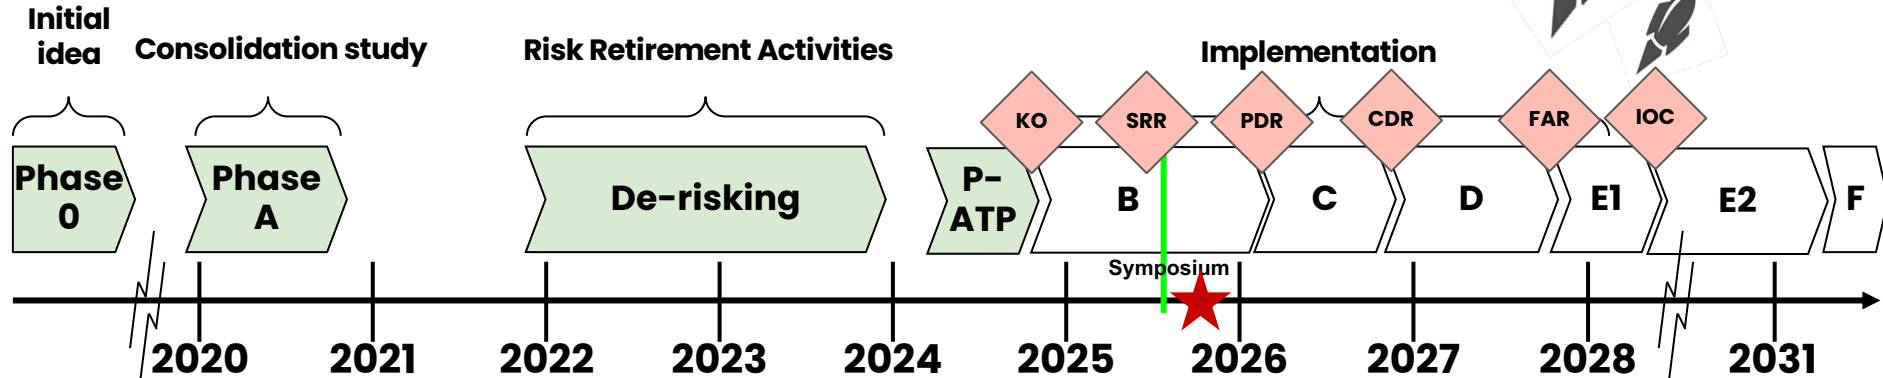 Initial
idea
Consolidation study
Risk Retirement Activities
Implementation
KO
SRR
PDR
CDR
FAR
IOC
Phase
0
Phase
A
De-risking
P-
ATP
B
C
D
E1
E2
F
Symposium
2020
2021
2022
2023
2024
2025
2026
2027
2028
2031